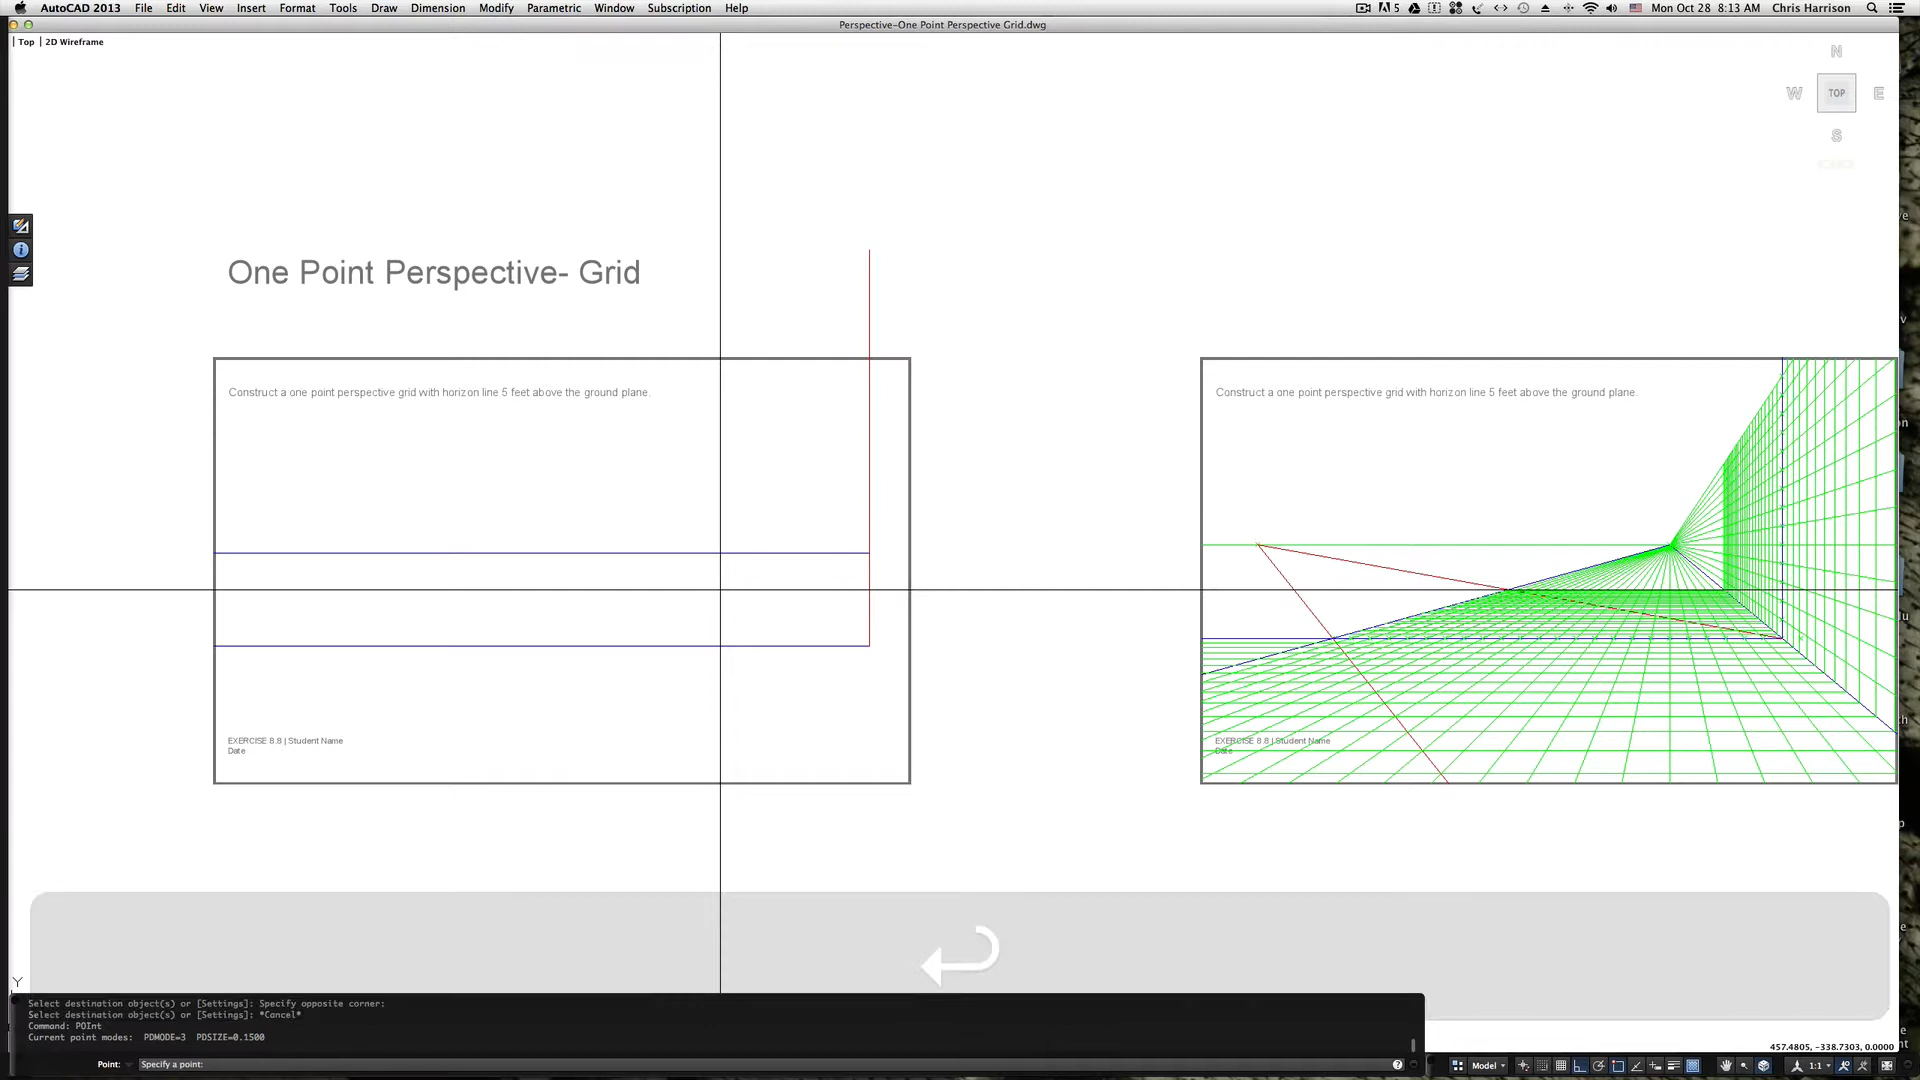 AutoCAD 2013 File Edit View Insert Format Tools Draw Dimension Modify Parametric Window Subscription Help 5 Mon Oct 28 8:13 AM Chris Harrison
Perspective-One Point Perspective Grid.dwg
| Top | 2D Wireframe
N
W TOP E
S
One Point Perspective- Grid
Construct a one point perspective grid with horizon line 5 feet above the ground plane.
Construct a one point perspective grid with horizon line 5 feet above the ground plane.
EXERCISE 8.8 | Student Name
Date
EXERCISE 8.8 | Student Name
Date
Y
Select destination object(s) or [Settings]: Specify opposite corner:
Select destination object(s) or [Settings]: *Cancel*
Command: POInt
Current point modes: PDMODE=3 PDSIZE=0.1500
457.4805, -338.7303, 0.0000
Point: Specify a point:
Model 1:1